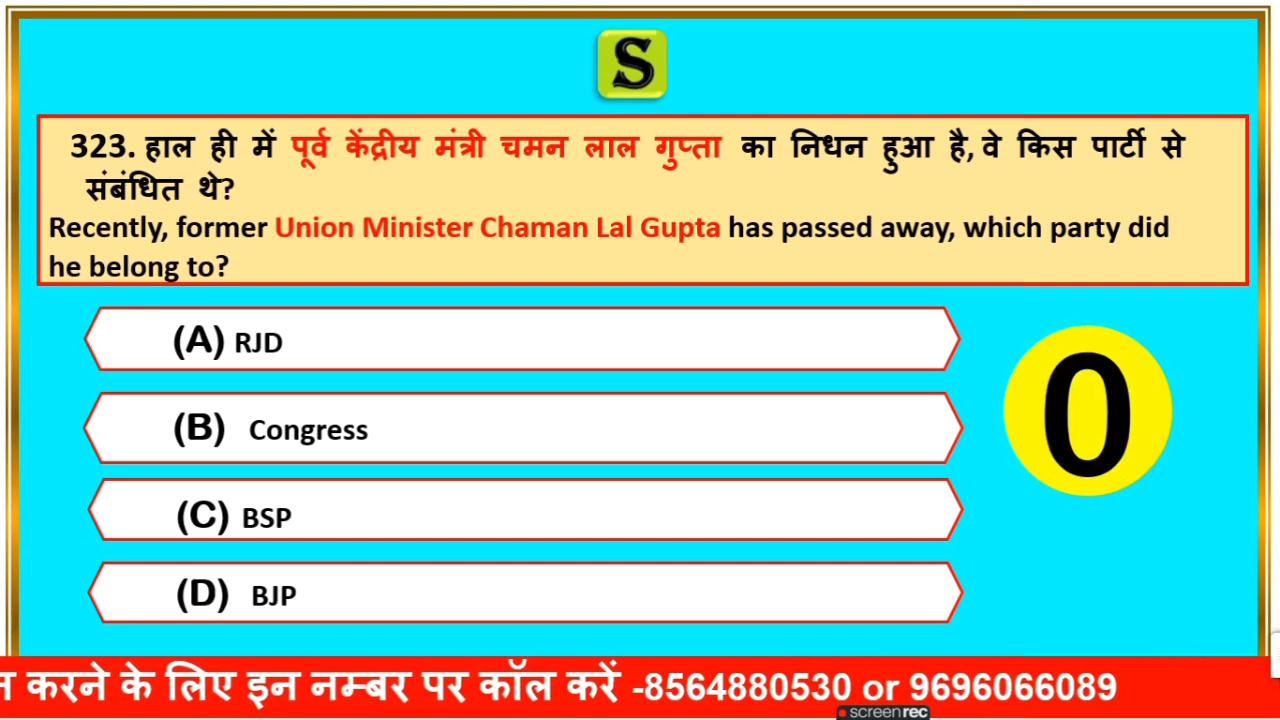 S
323. हाल ही में पूर्व केंद्रीय मंत्री चमन लाल गुप्ता का निधन हुआ है, वे किस पार्टी से
संबंधित थे?
Recently, former Union Minister Chaman Lal Gupta has passed away, which party did
he belong to?
(A) RJD
(B) Congress
(C) BSP
(D) BJP
0
करने के लिए इन नम्बर पर कॉल करें -8564880530 or 9696066089
screenrec